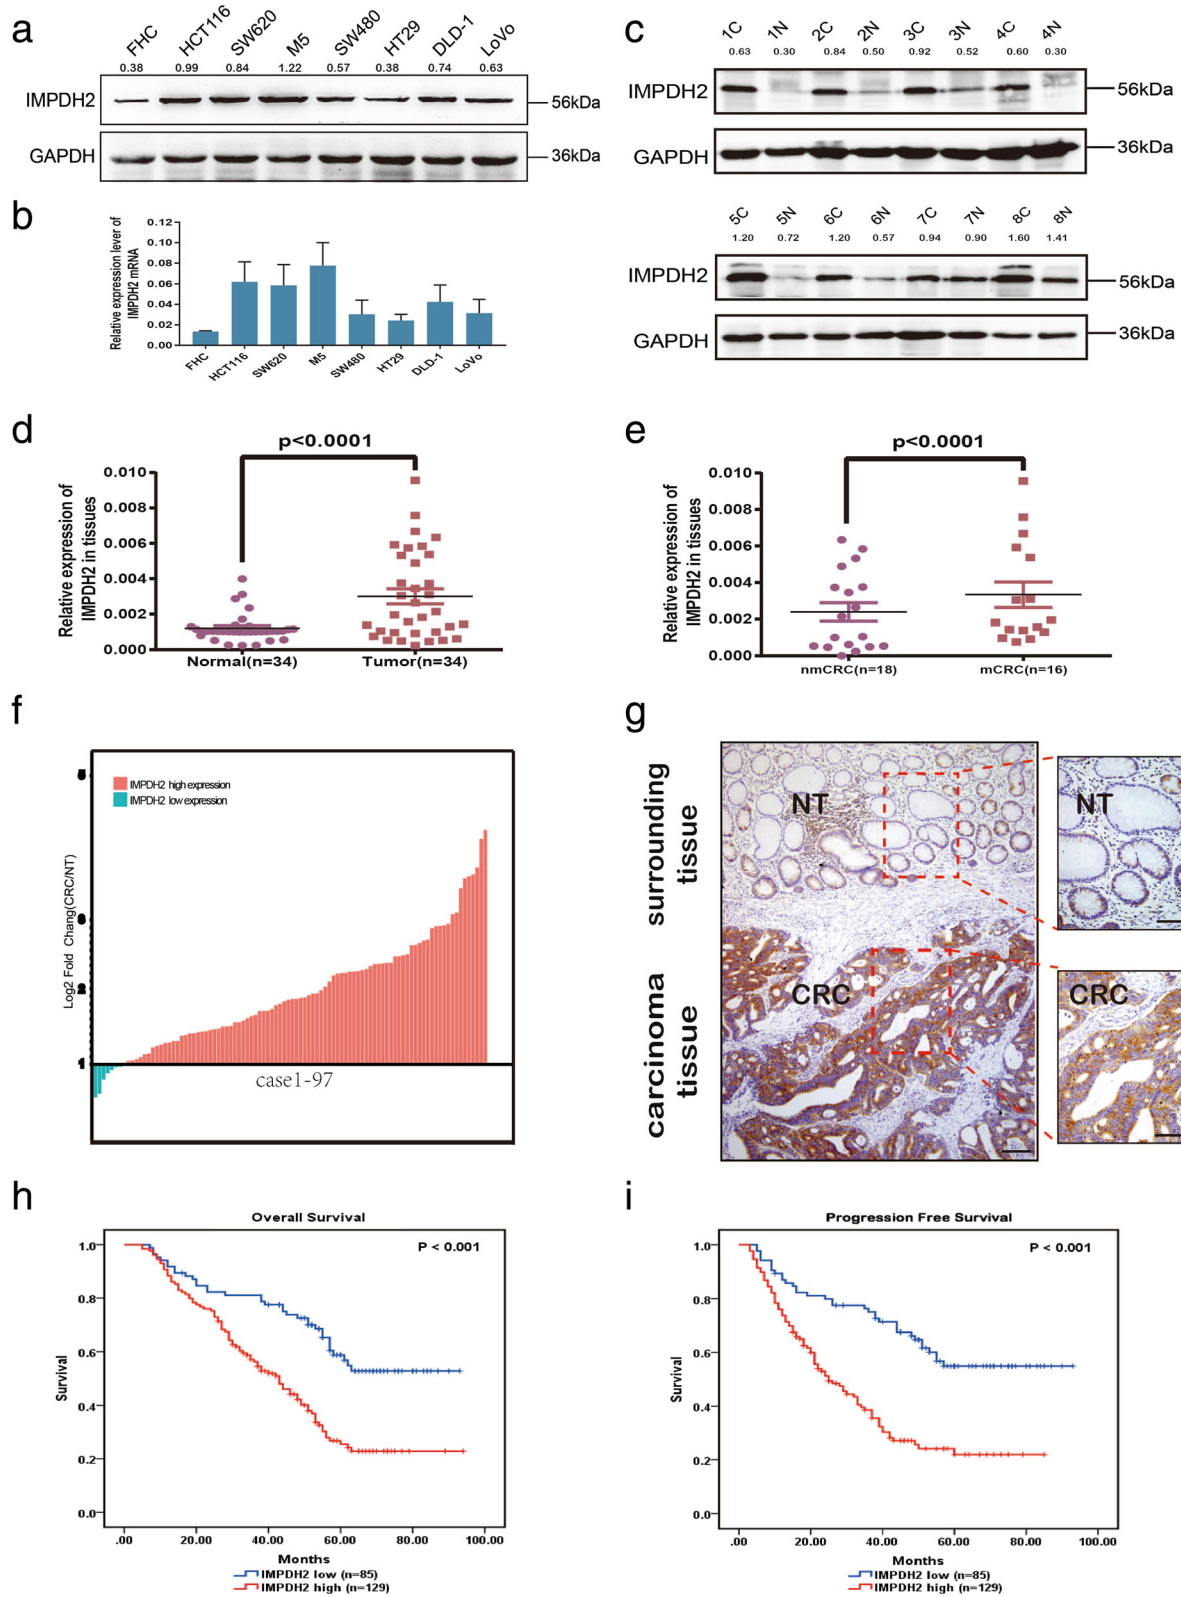 a
FHC HCT116 SW620 M5 SW480 HT29 DLD-1 LoVo
0.38 0.99 0.84 1.22 0.57 0.38 0.74 0.63
IMPDH2 56kDa
GAPDH 36kDa
b
Relative expression lever of
IMPDH2 mRNA
0.12
0.10
0.08
0.06
0.04
0.02
0.00
FHC HCT116 SW620 M5 SW480 HT29 DLD-1 LoVo
c
1C 1N 2C 2N 3C 3N 4C 4N
0.63 0.30 0.84 0.50 0.92 0.52 0.60 0.30
IMPDH2 56kDa
GAPDH 36kDa
5C 5N 6C 6N 7C 7N 8C 8N
1.20 0.72 1.20 0.57 0.94 0.90 1.60 1.41
IMPDH2 56kDa
GAPDH 36kDa
d
p<0.0001
Relative expression of
IMPDH2 in tissues
0.010
0.008
0.006
0.004
0.002
0.000
Normal(n=34) Tumor(n=34)
e
p<0.0001
Relative expression of
IMPDH2 in tissues
0.010
0.008
0.006
0.004
0.002
0.000
nmCRC(n=18) mCRC(n=16)
f
IMPDH2 high expression
IMPDH2 low expression
Log2 Fold Chang(CRC/NT)
case1-97
g
surrounding
tissue
carcinoma
tissue
NT
NT
CRC
CRC
h
Overall Survival
P < 0.001
Survival
1.0
0.8
0.6
0.4
0.2
0.0
.00 20.00 40.00 60.00 80.00 100.00
Months
IMPDH2 low (n=85)
IMPDH2 high (n=129)
i
Progression Free Survival
P < 0.001
Survival
1.0
0.8
0.6
0.4
0.2
0.0
.00 20.00 40.00 60.00 80.00 100.00
Months
IMPDH2 low (n=85)
IMPDH2 high (n=129)